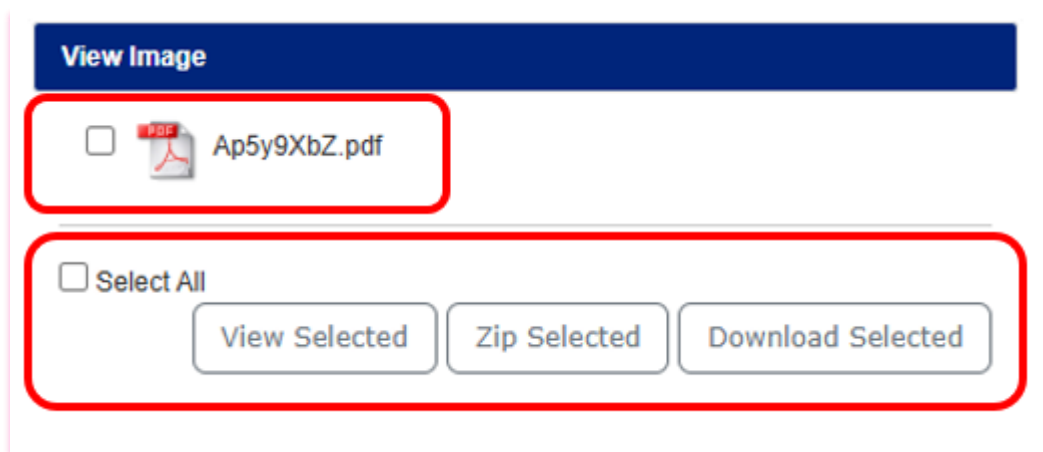 View Image
PDF
Ap5y9XbZ.pdf
Select All
View Selected Zip Selected Download Selected